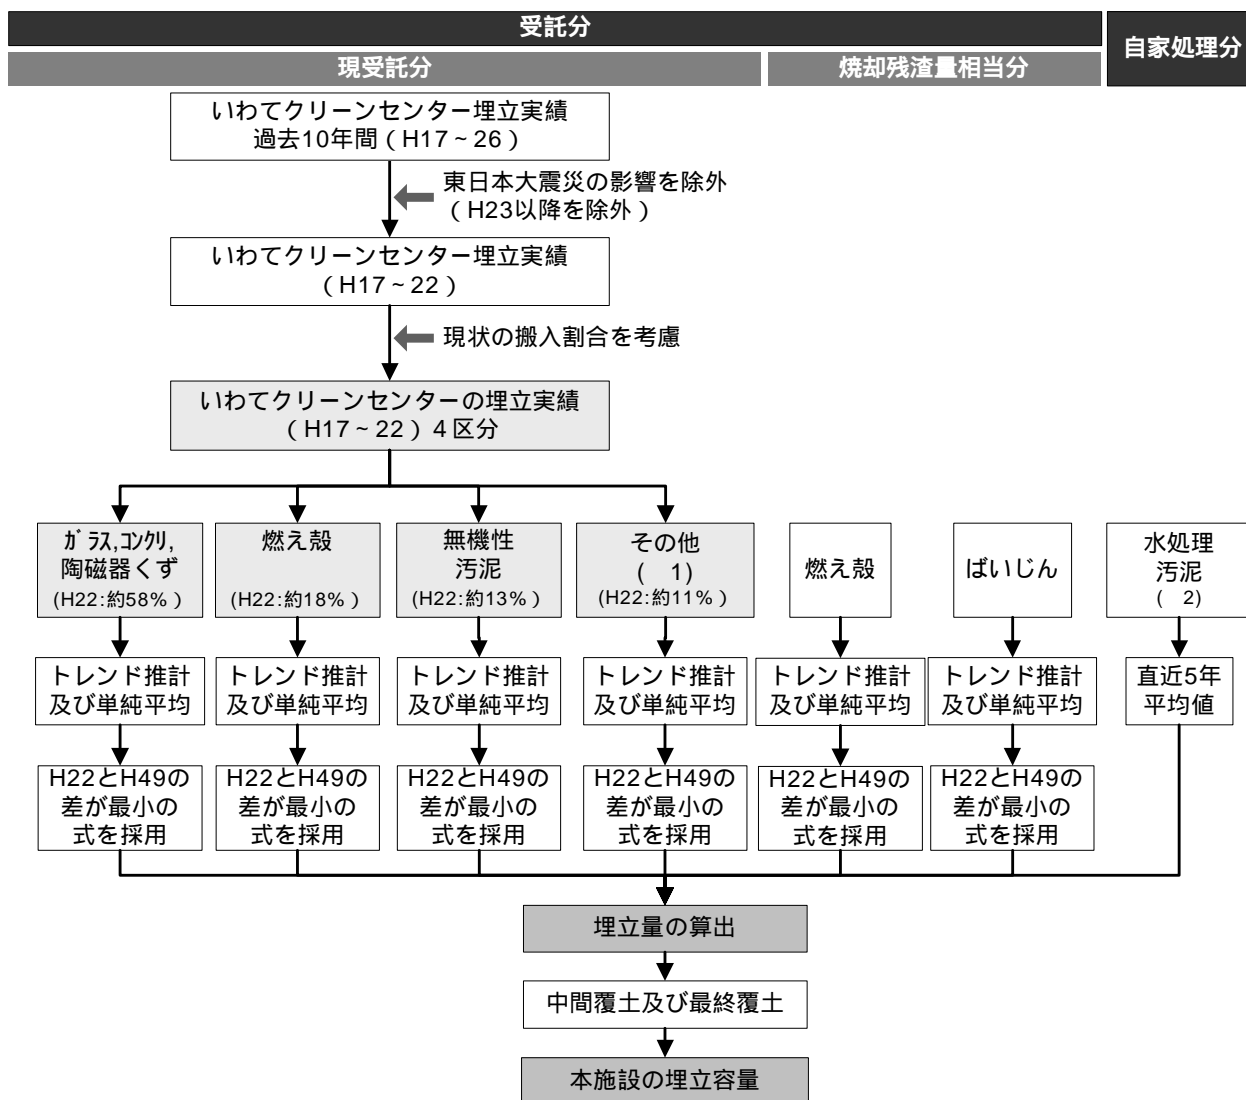 受託分
自家処理分
現受託分
焼却残渣量相当分
いわてクリーンセンター埋立実績
過去10年間（H17～26）
東日本大震災の影響を除外
（H23以降を除外）
いわてクリーンセンター埋立実績
（H17～22）
現状の搬入割合を考慮
いわてクリーンセンターの埋立実績
（H17～22）４区分
ｶﾞﾗｽ,ｺﾝｸﾘ,
陶磁器くず
(H22:約58%）
燃え殻
(H22:約18%）
無機性
汚泥
(H22:約13%）
その他
(　1)
(H22:約11%）
燃え殻
ばいじん
水処理
汚泥
(　2)
トレンド推計
及び単純平均
トレンド推計
及び単純平均
トレンド推計
及び単純平均
トレンド推計
及び単純平均
トレンド推計
及び単純平均
トレンド推計
及び単純平均
直近5年
平均値
H22とH49の
差が最小の
式を採用
H22とH49の
差が最小の
式を採用
H22とH49の
差が最小の
式を採用
H22とH49の
差が最小の
式を採用
H22とH49の
差が最小の
式を採用
H22とH49の
差が最小の
式を採用
埋立量の算出
中間覆土及び最終覆土
本施設の埋立容量